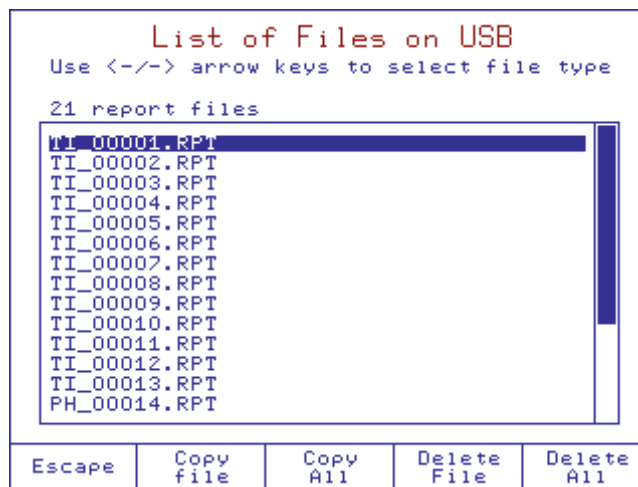 List of Files on USB
Use <-/-> arrow keys to select file type
21 report files
TI_00001.RPT
TI_00002.RPT
TI_00003.RPT
TI_00004.RPT
TI_00005.RPT
TI_00006.RPT
TI_00007.RPT
TI_00008.RPT
TI_00009.RPT
TI_00010.RPT
TI_00011.RPT
TI_00012.RPT
TI_00013.RPT
PH_00014.RPT
Escape
Copy
file
Copy
All
Delete
File
Delete
All